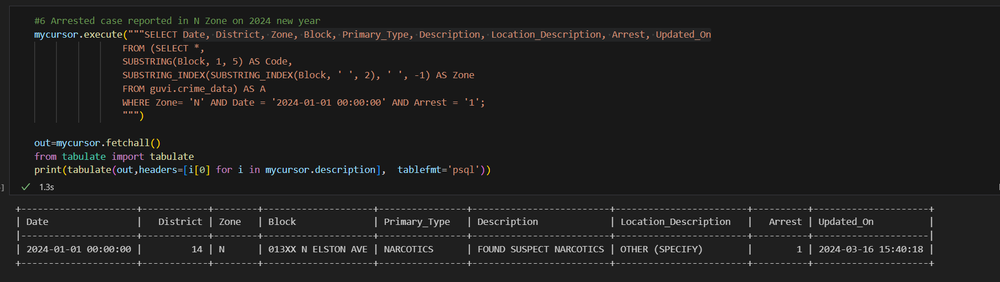 #6 Arrested case reported in N Zone on 2024 new year
mycursor.execute("""SELECT Date, District, Zone, Block, Primary_Type, Description, Location_Description, Arrest, Updated_On
FROM (SELECT *,
SUBSTRING(Block, 1, 5) AS Code,
SUBSTRING_INDEX(SUBSTRING_INDEX(Block, ' ', 2), ' ', -1) AS Zone
FROM guvi.crime_data) AS A
WHERE Zone= 'N' AND Date = '2024-01-01 00:00:00' AND Arrest = '1';
""")
out=mycursor.fetchall()
from tabulate import tabulate
print(tabulate(out,headers=[i[0] for i in mycursor.description],  tablefmt='psql'))
] ✓ 1.3s
+---------------------+------------+--------+--------------------+----------------+-------------------------+------------------------+----------+---------------------+
| Date                |   District | Zone   | Block              | Primary_Type   | Description             | Location_Description   |   Arrest | Updated_On          |
|---------------------+------------+--------+--------------------+----------------+-------------------------+------------------------+----------+---------------------|
| 2024-01-01 00:00:00 |         14 | N      | 013XX N ELSTON AVE | NARCOTICS      | FOUND SUSPECT NARCOTICS | OTHER (SPECIFY)        |        1 | 2024-03-16 15:40:18 |
+---------------------+------------+--------+--------------------+----------------+-------------------------+------------------------+----------+---------------------+